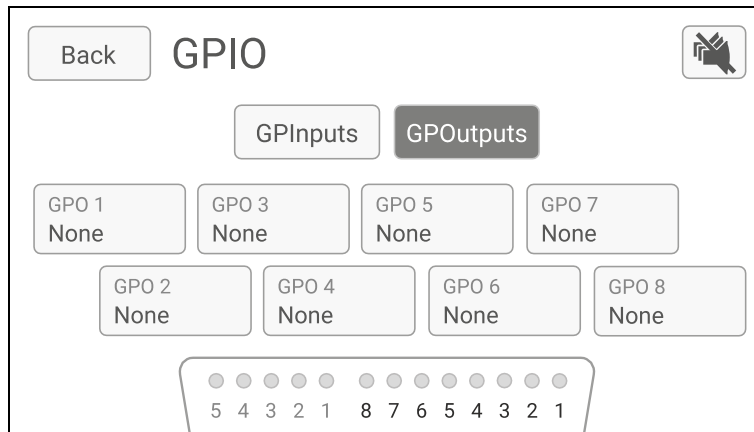 Back GPIO
GPInputs GPOutputs
GPO 1 GPO 3 GPO 5 GPO 7
None None None None
GPO 2 GPO 4 GPO 6 GPO 8
None None None None
5 4 3 2 1 8 7 6 5 4 3 2 1